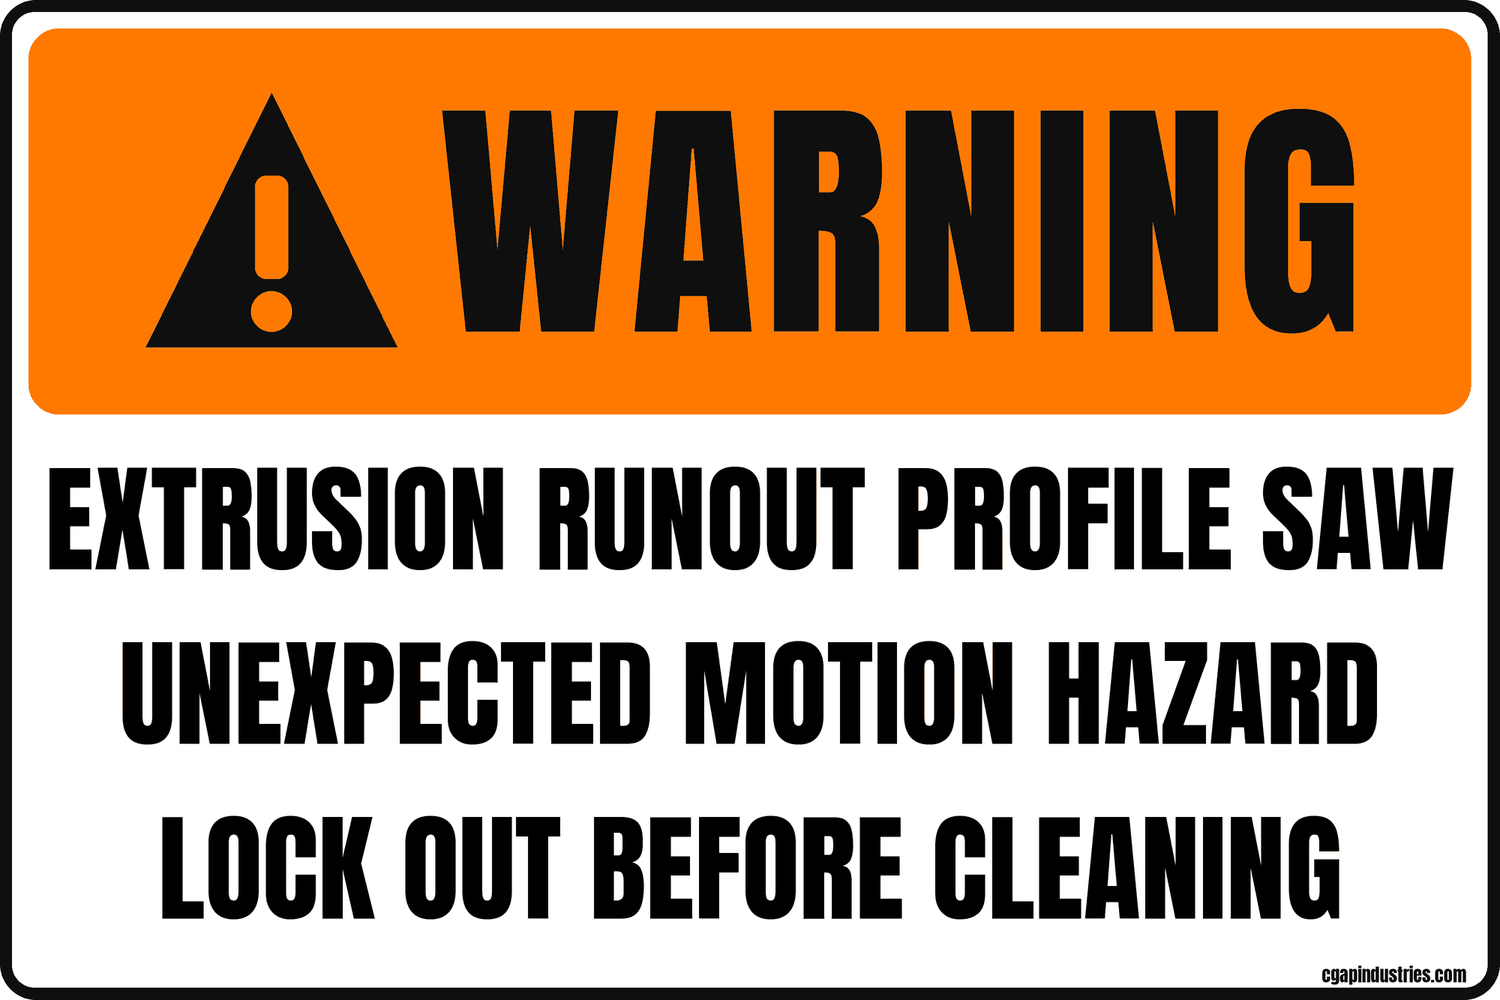 WARNING
EXTRUSION RUNOUT PROFILE SAW
UNEXPECTED MOTION HAZARD
LOCK OUT BEFORE CLEANING
cgapindustries.com